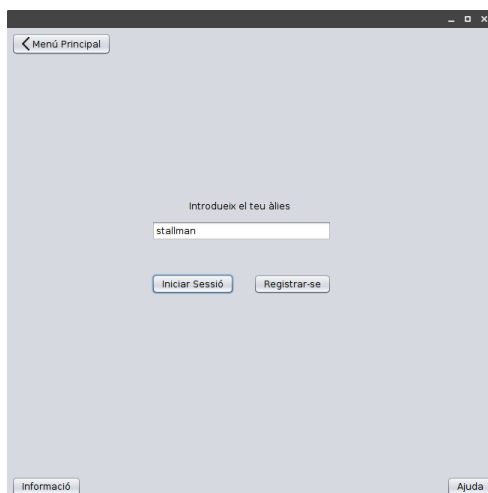 Menú Principal
Introdueix el teu àlies
stallman
Iniciar Sessió
Registrar-se
Informació
Ajuda